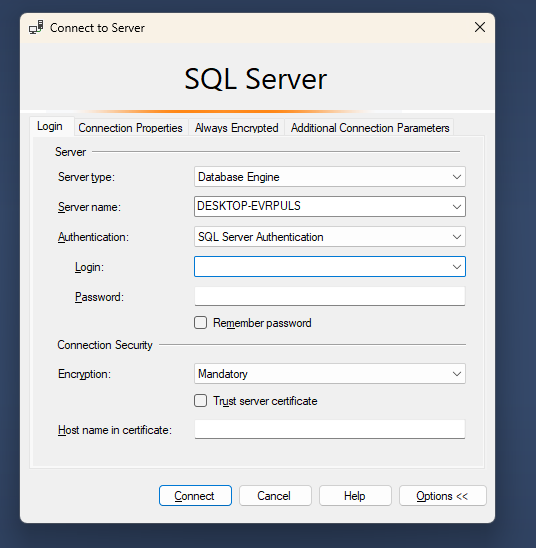 Connect to Server
SQL Server
Login Connection Properties Always Encrypted Additional Connection Parameters
Server
Server type: Database Engine
Server name: DESKTOP-EVRPULS
Authentication: SQL Server Authentication
Login:
Password:
Remember password
Connection Security
Encryption: Mandatory
Trust server certificate
Host name in certificate:
Connect Cancel Help Options <<